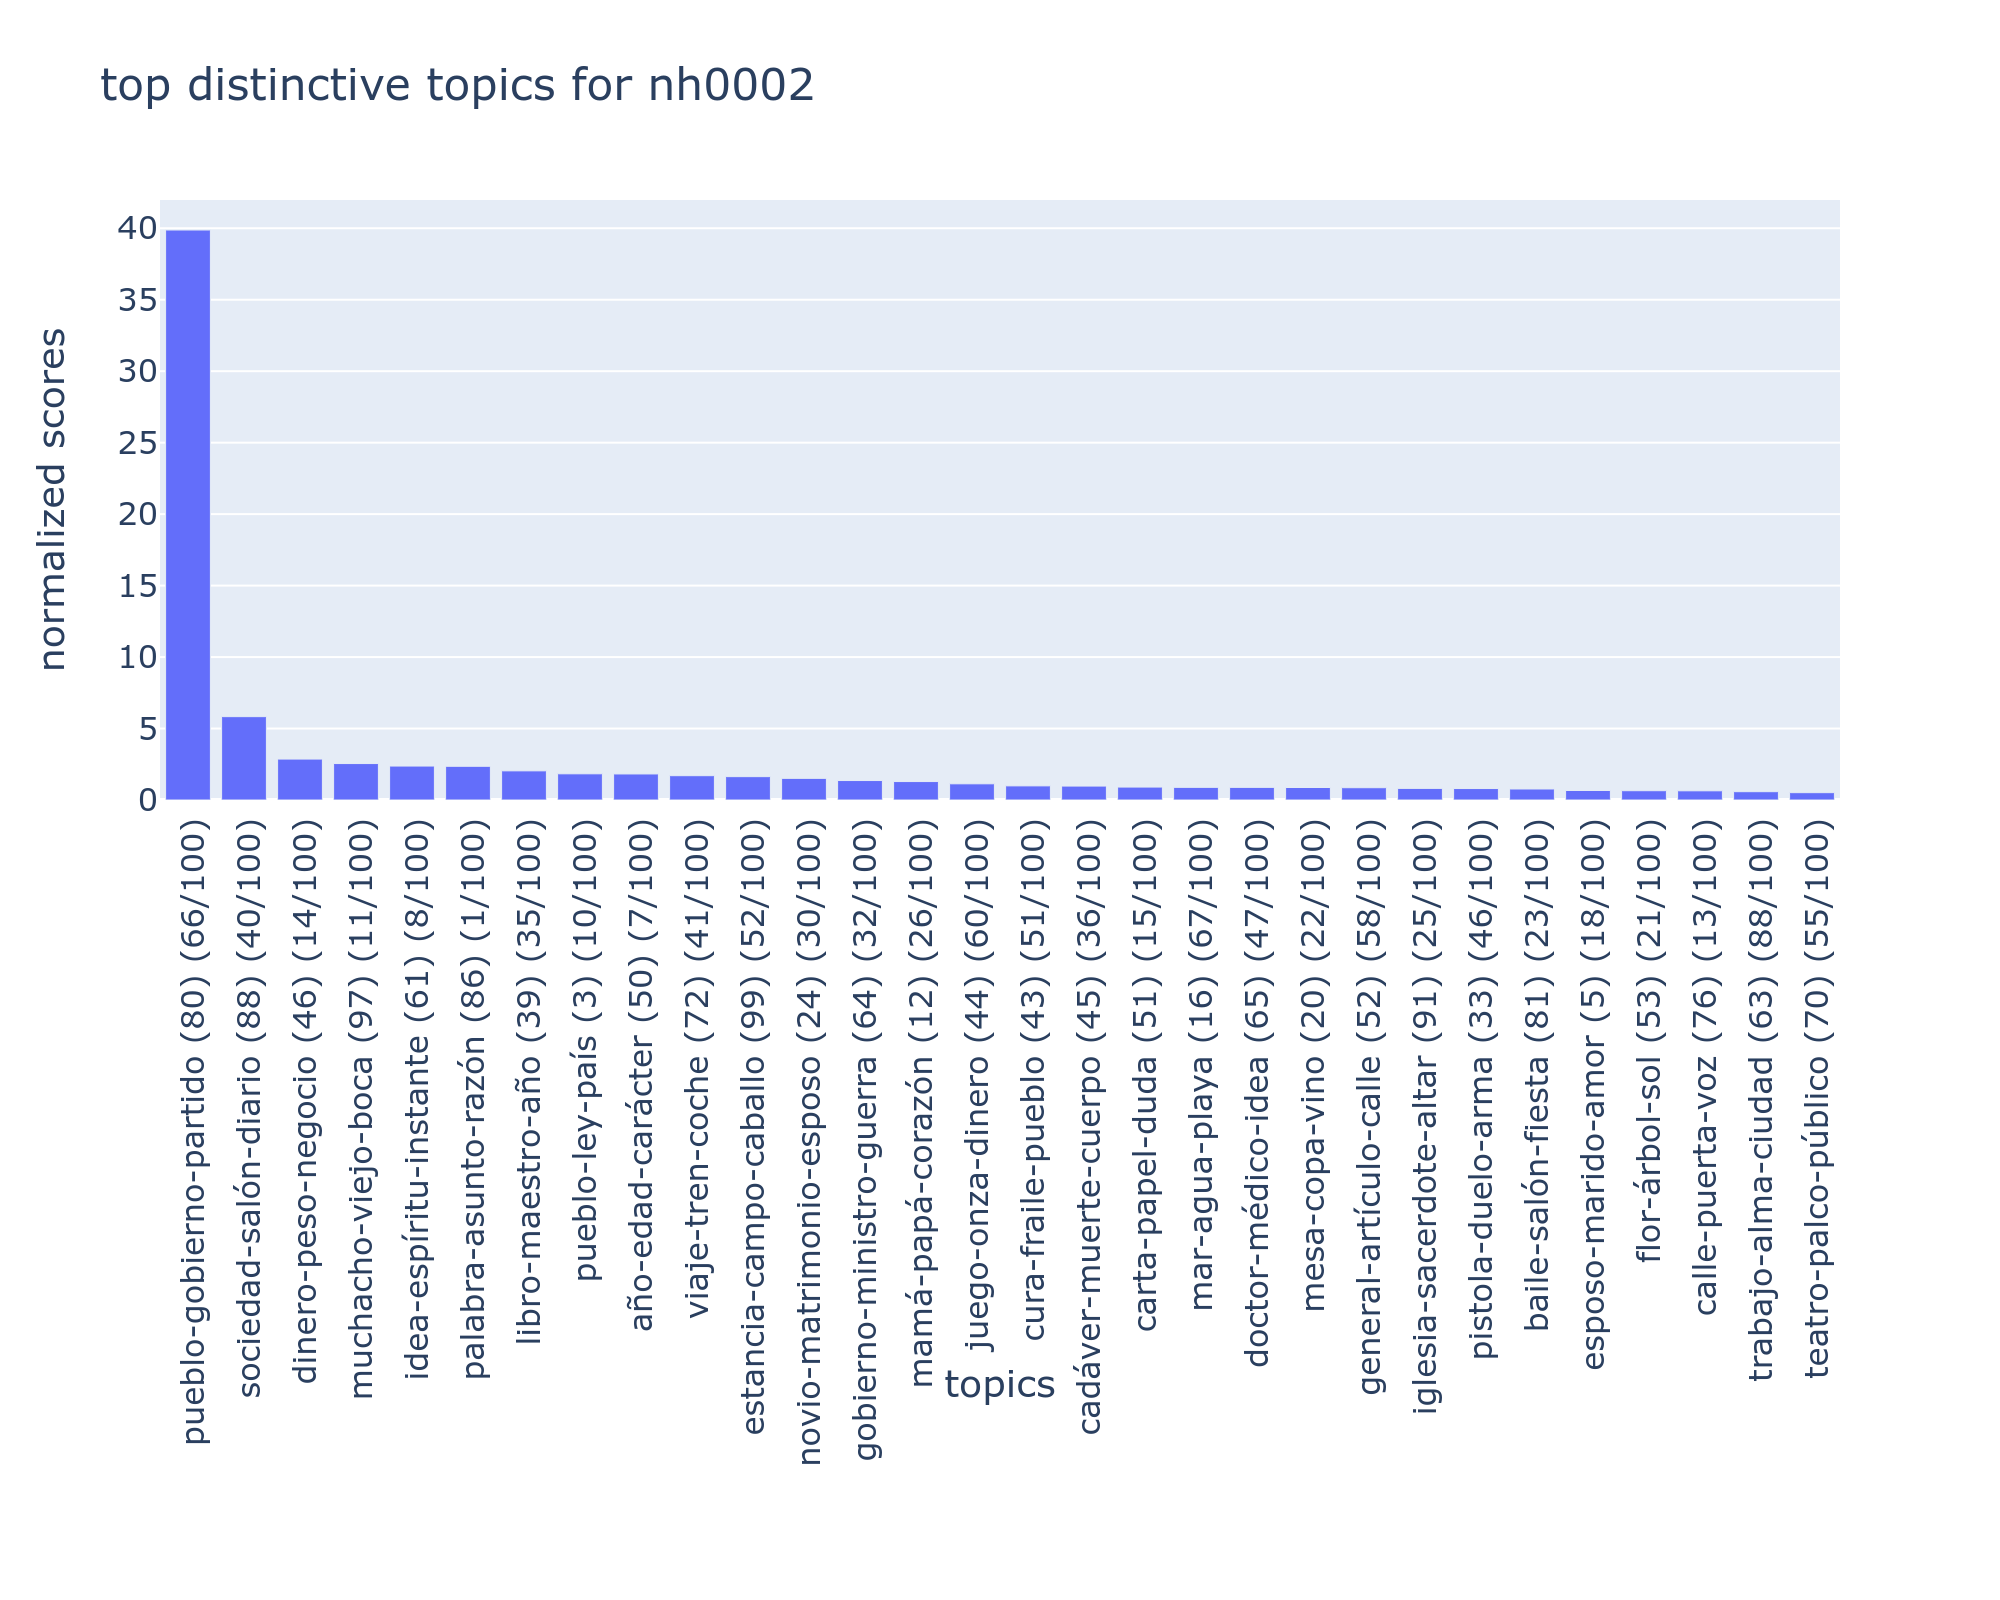 top distinctive topics for nh0002
normalized scores
40
35
30
25
20
15
10
5
0
pueblo-gobierno-partido (80) (66/100)
sociedad-salón-diario (88) (40/100)
dinero-peso-negocio (46) (14/100)
muchacho-viejo-boca (97) (11/100)
idea-espíritu-instante (61) (8/100)
palabra-asunto-razón (86) (1/100)
libro-maestro-año (39) (35/100)
pueblo-ley-país (3) (10/100)
año-edad-carácter (50) (7/100)
viaje-tren-coche (72) (41/100)
estancia-campo-caballo (99) (52/100)
novio-matrimonio-esposo (24) (30/100)
gobierno-ministro-guerra (64) (32/100)
mamá-papá-corazón (12) (26/100)
juego-onza-dinero (44) (60/100)
cura-fraile-pueblo (43) (51/100)
cadáver-muerte-cuerpo (45) (36/100)
carta-papel-duda (51) (15/100)
mar-agua-playa (16) (67/100)
doctor-médico-idea (65) (47/100)
mesa-copa-vino (20) (22/100)
general-artículo-calle (52) (58/100)
iglesia-sacerdote-altar (91) (25/100)
pistola-duelo-arma (33) (46/100)
baile-salón-fiesta (81) (23/100)
esposo-marido-amor (5) (18/100)
flor-árbol-sol (53) (21/100)
calle-puerta-voz (76) (13/100)
trabajo-alma-ciudad (63) (88/100)
teatro-palco-público (70) (55/100)
topics